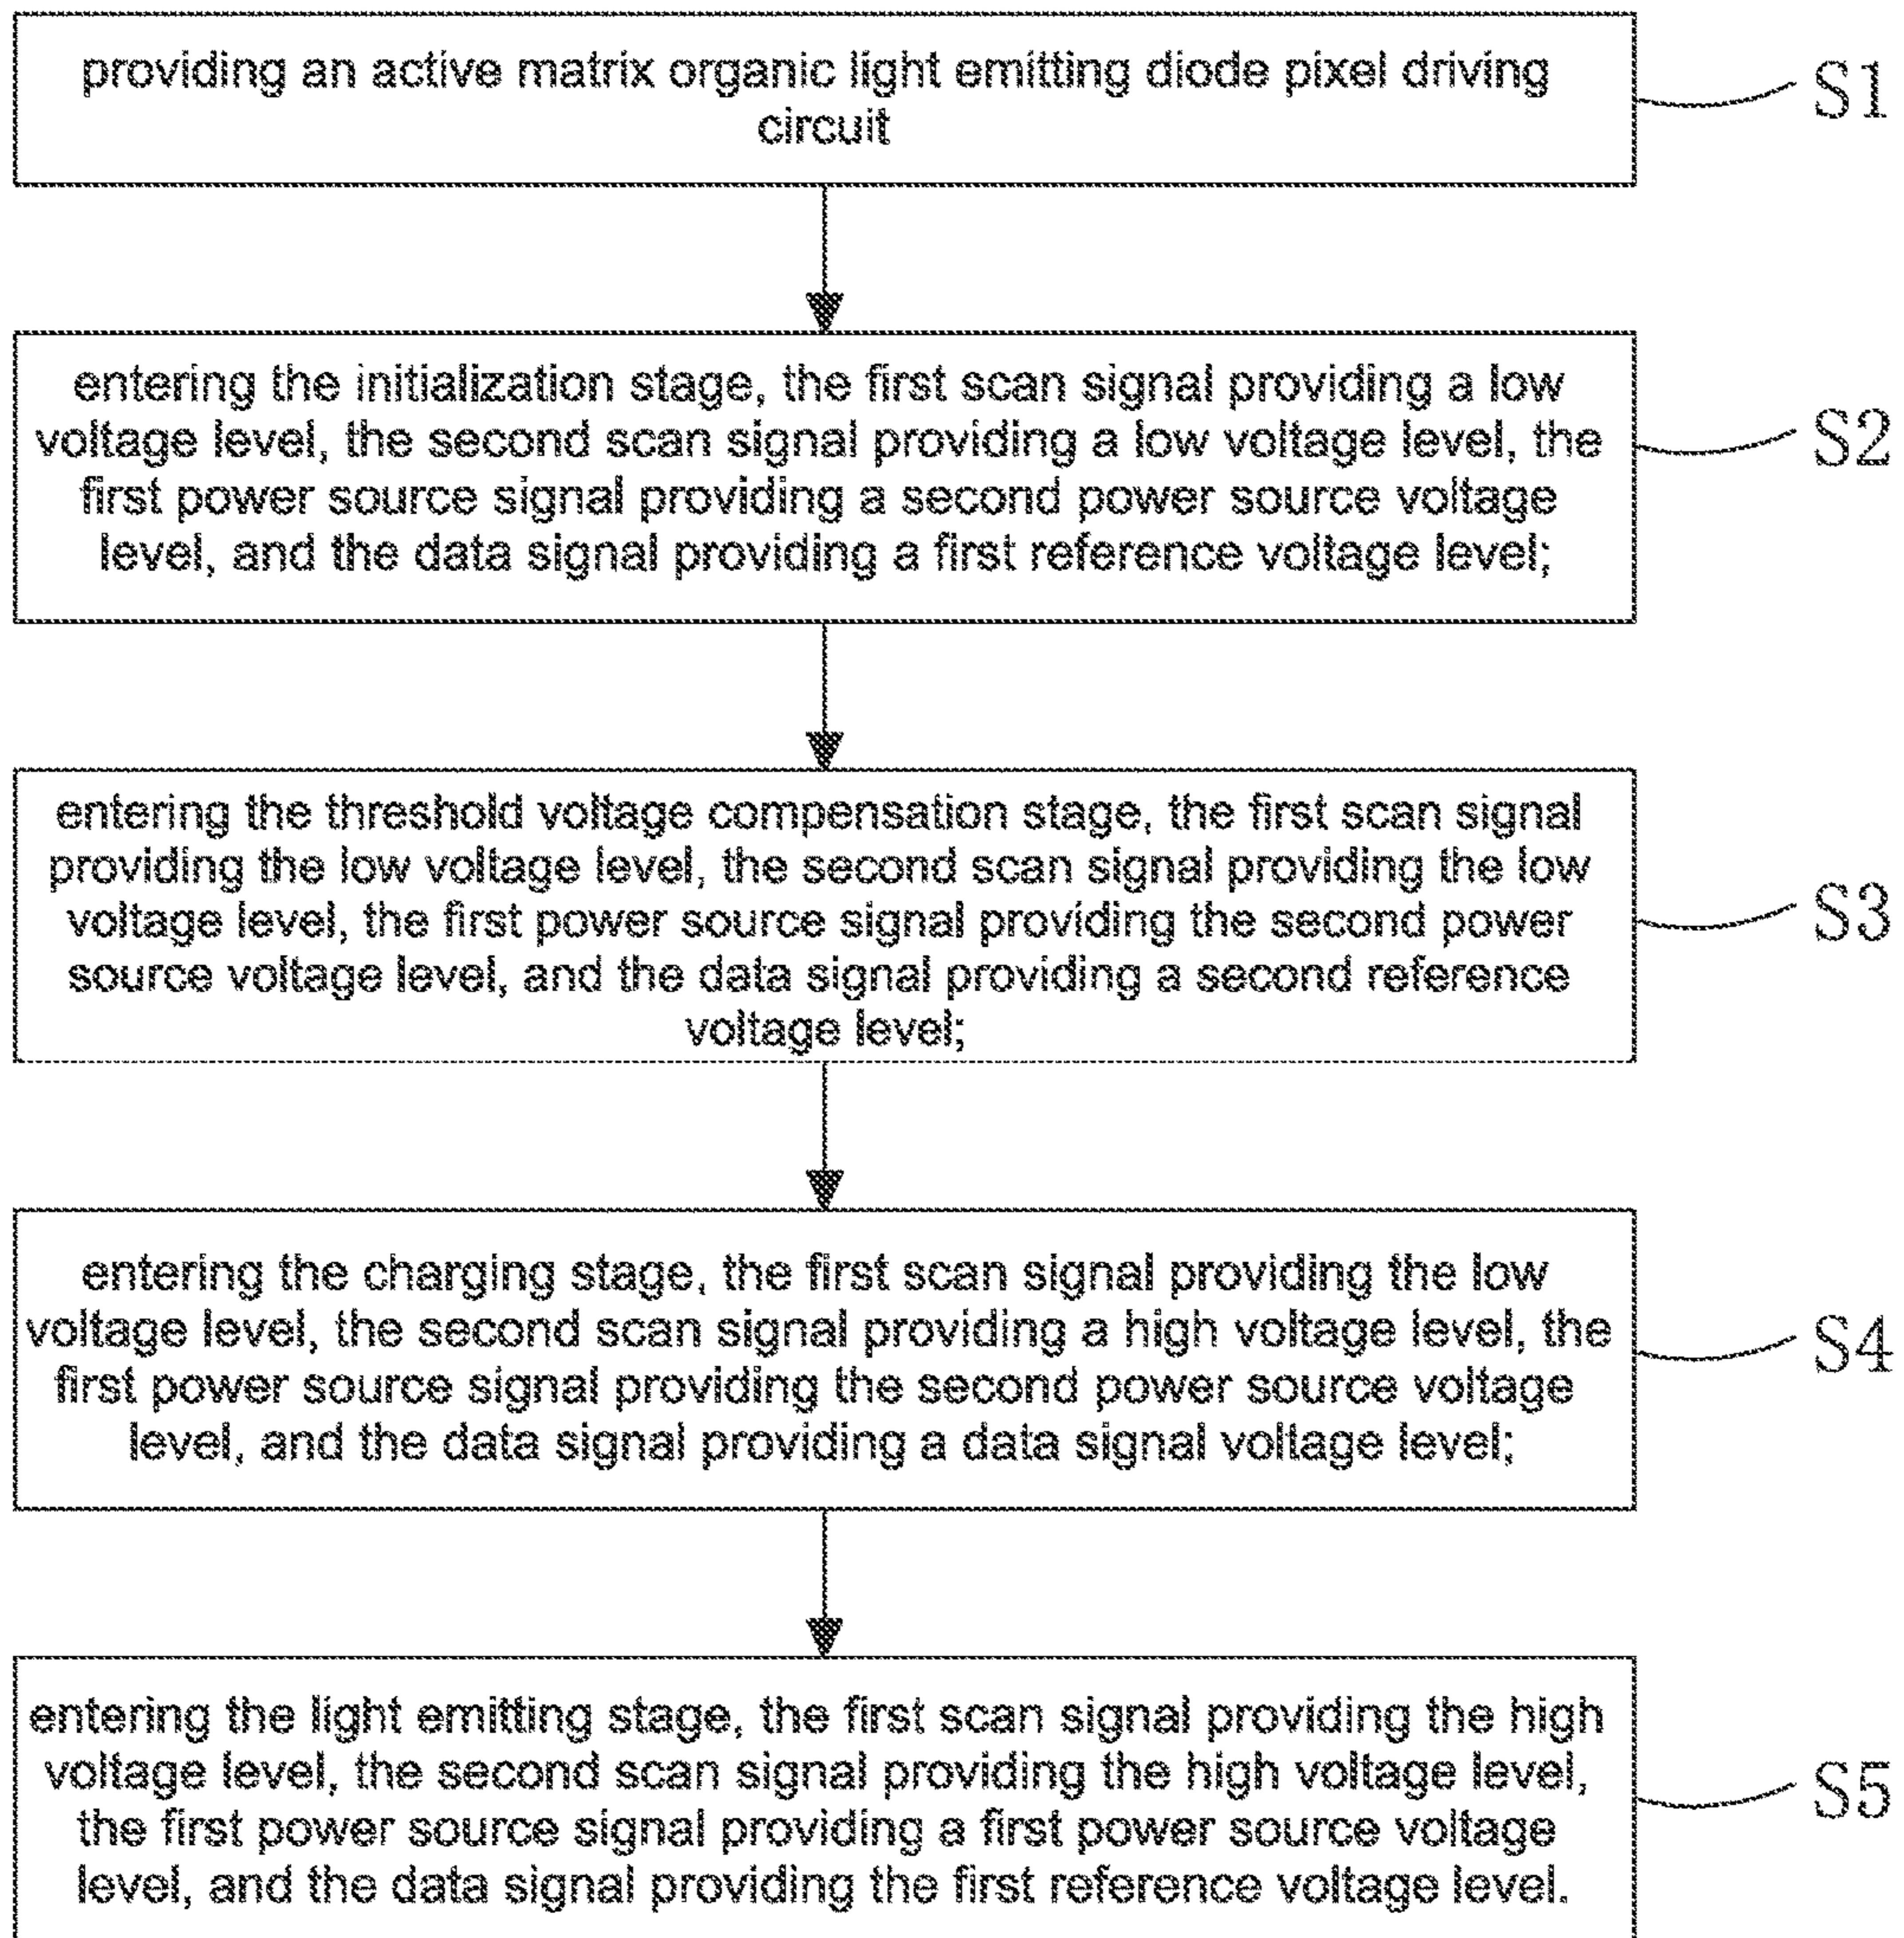 providing an active matrix organic light emitting diode pixel driving
circuit
S1
entering the initialization stage, the first scan signal providing a low
voltage level, the second scan signal providing a low voltage level, the
first power source signal providing a second power source voltage
level, and the data signal providing a first reference voltage level;
S2
entering the threshold voltage compensation stage, the first scan signal
providing the low voltage level, the second scan signal providing the low
voltage level, the first power source signal providing the second power
source voltage level, and the data signal providing a second reference
voltage level;
S3
entering the charging stage, the first scan signal providing the low
voltage level, the second scan signal providing a high voltage level, the
first power source signal providing the second power source voltage
level, and the data signal providing a data signal voltage level;
S4
entering the light emitting stage, the first scan signal providing the high
voltage level, the second scan signal providing the high voltage level,
the first power source signal providing a first power source voltage
level, and the data signal providing the first reference voltage level.
S5